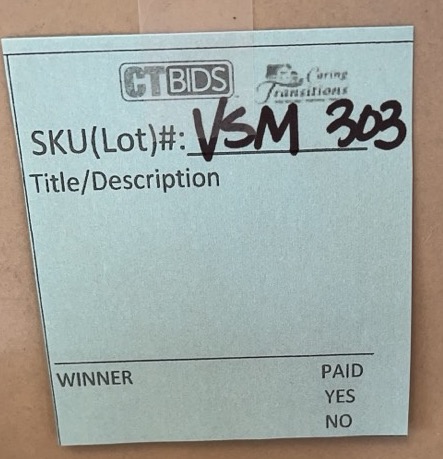 CTBIDS Caring Transitions
SKU(Lot)#: VSM 303
Title/Description
WINNER PAID
YES
NO